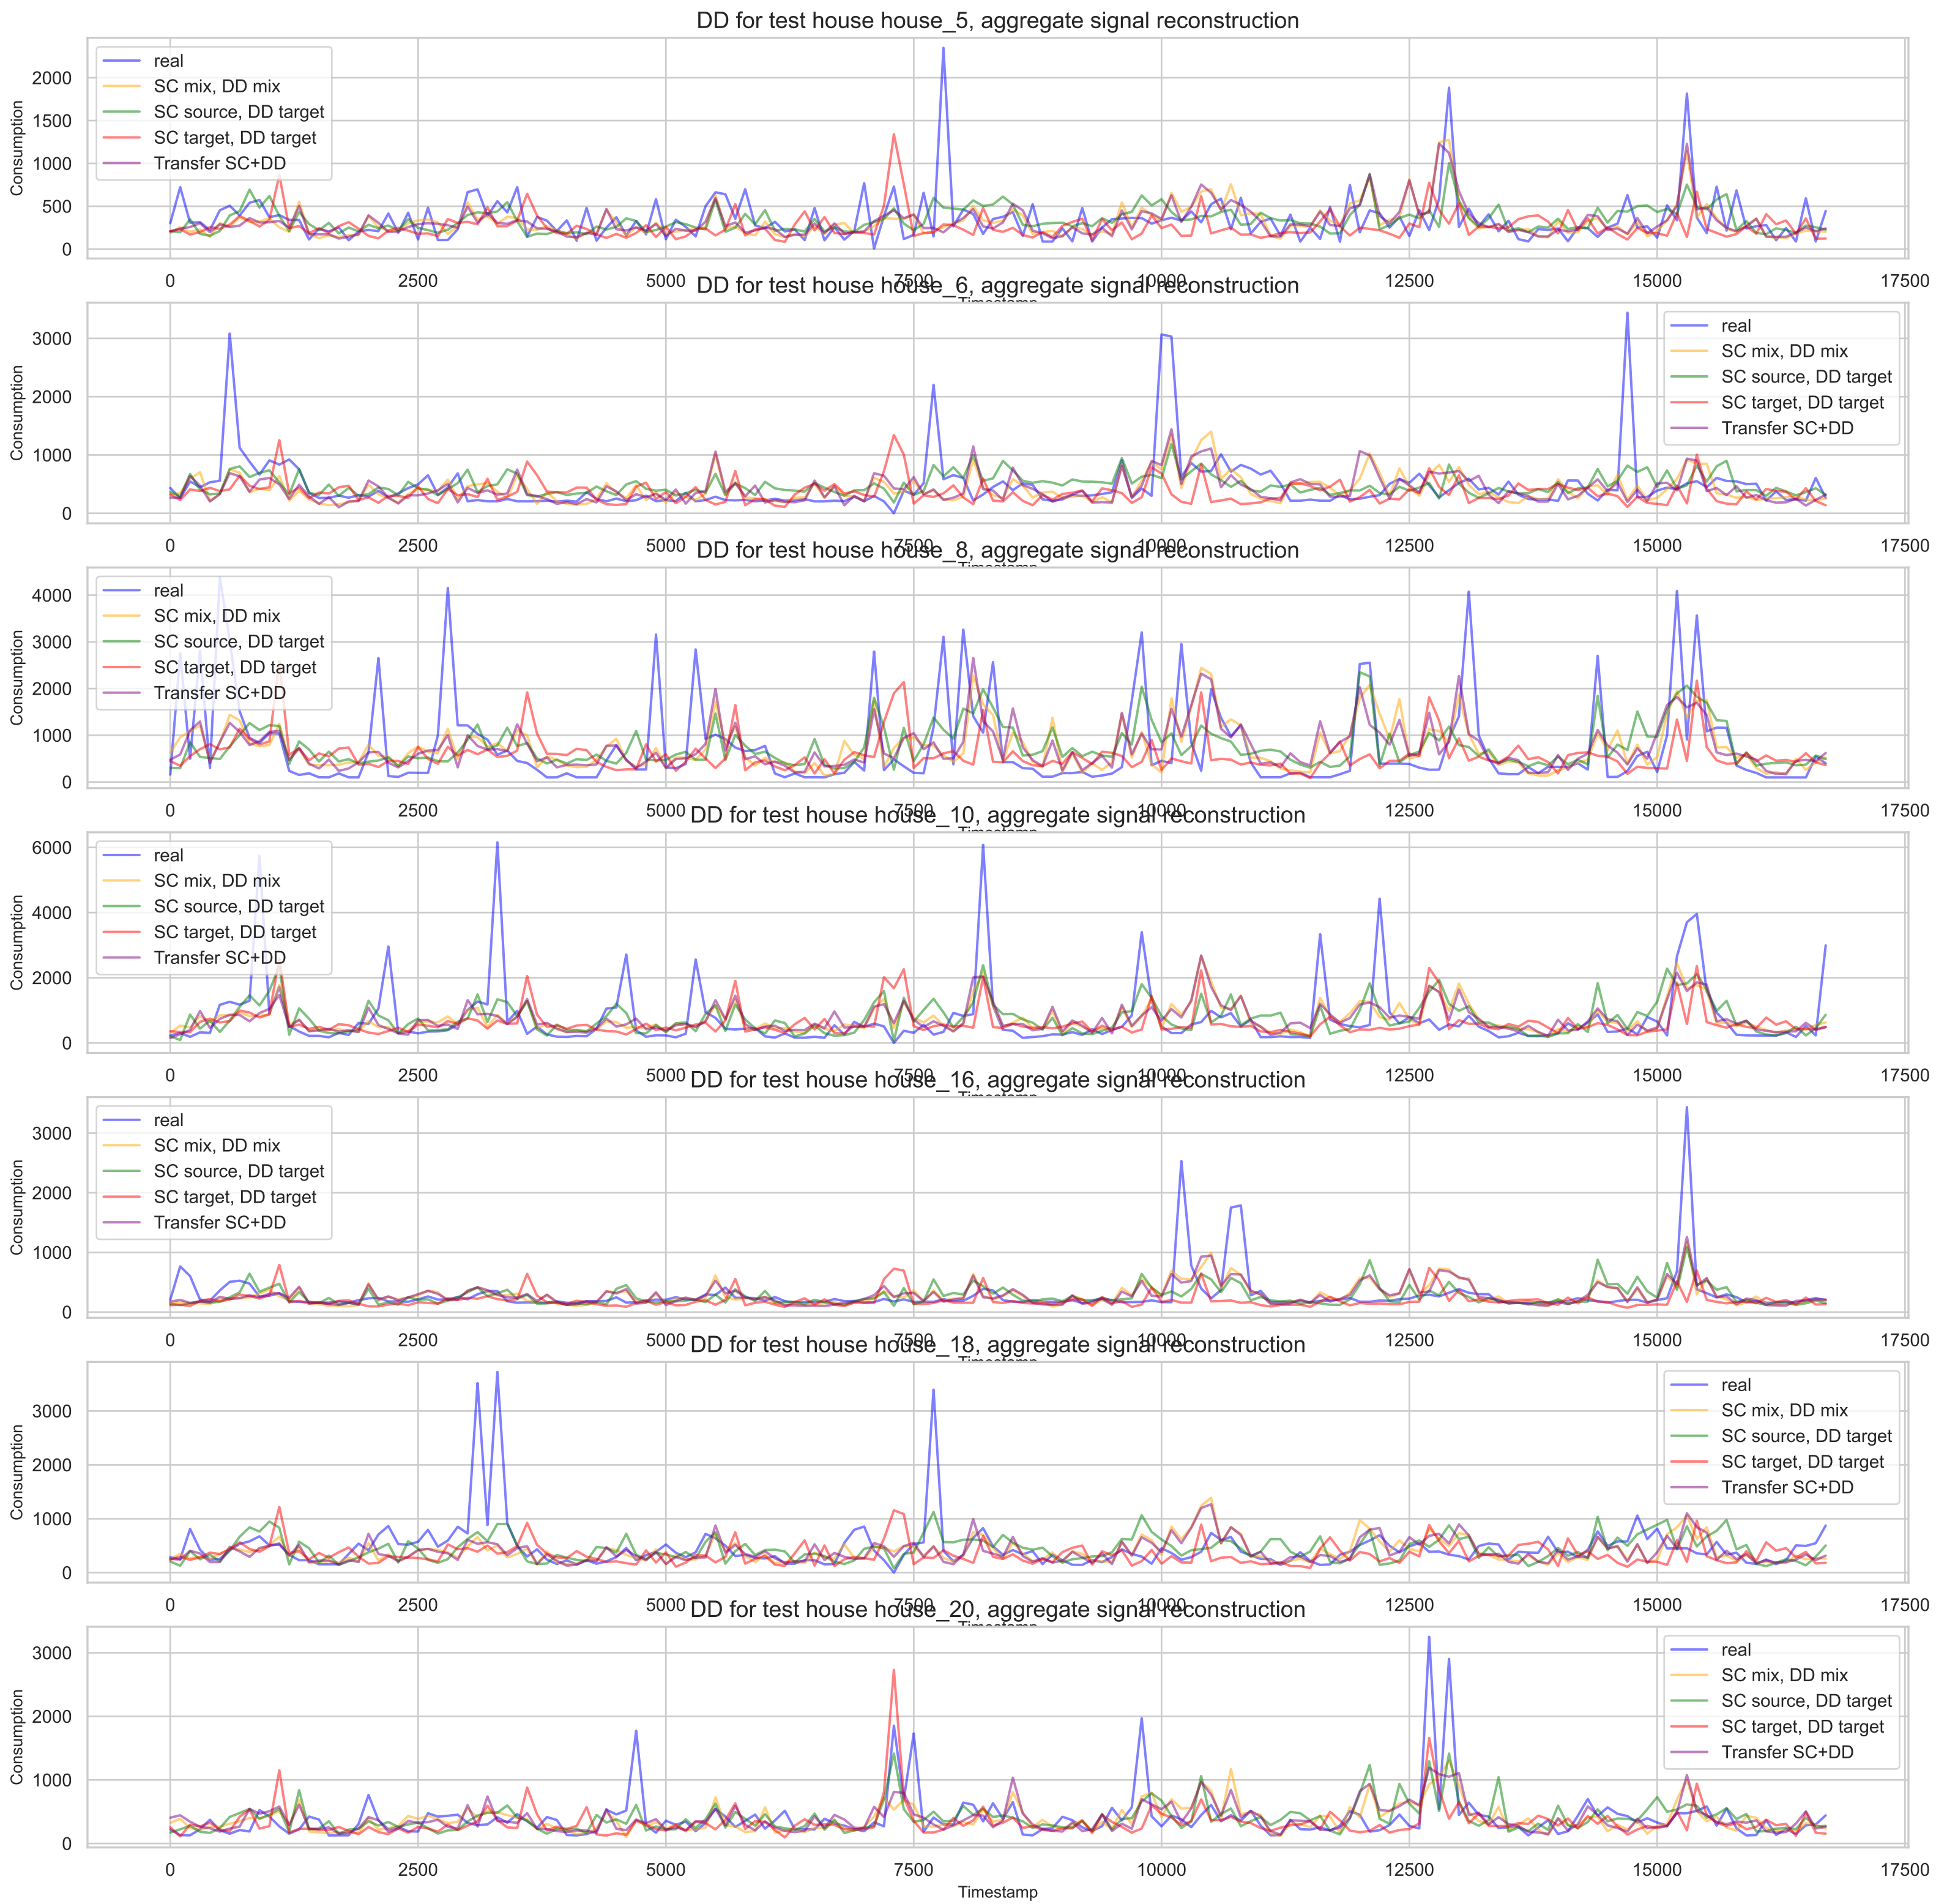 DD for test house house_5, aggregate signal reconstruction
Consumption
2000
1500
1000
500
0
real
SC mix, DD mix
SC source, DD target
SC target, DD target
Transfer SC+DD
0 2500 5000 7500 10000 12500 15000 17500
Timestamp
DD for test house house_6, aggregate signal reconstruction
Consumption
3000
2000
1000
0
real
SC mix, DD mix
SC source, DD target
SC target, DD target
Transfer SC+DD
0 2500 5000 7500 10000 12500 15000 17500
Timestamp
DD for test house house_8, aggregate signal reconstruction
Consumption
4000
3000
2000
1000
0
real
SC mix, DD mix
SC source, DD target
SC target, DD target
Transfer SC+DD
0 2500 5000 7500 10000 12500 15000 17500
Timestamp
DD for test house house_10, aggregate signal reconstruction
Consumption
6000
4000
2000
0
real
SC mix, DD mix
SC source, DD target
SC target, DD target
Transfer SC+DD
0 2500 5000 7500 10000 12500 15000 17500
Timestamp
DD for test house house_16, aggregate signal reconstruction
Consumption
3000
2000
1000
0
real
SC mix, DD mix
SC source, DD target
SC target, DD target
Transfer SC+DD
0 2500 5000 7500 10000 12500 15000 17500
Timestamp
DD for test house house_18, aggregate signal reconstruction
Consumption
3000
2000
1000
0
real
SC mix, DD mix
SC source, DD target
SC target, DD target
Transfer SC+DD
0 2500 5000 7500 10000 12500 15000 17500
Timestamp
DD for test house house_20, aggregate signal reconstruction
Consumption
3000
2000
1000
0
real
SC mix, DD mix
SC source, DD target
SC target, DD target
Transfer SC+DD
0 2500 5000 7500 10000 12500 15000 17500
Timestamp